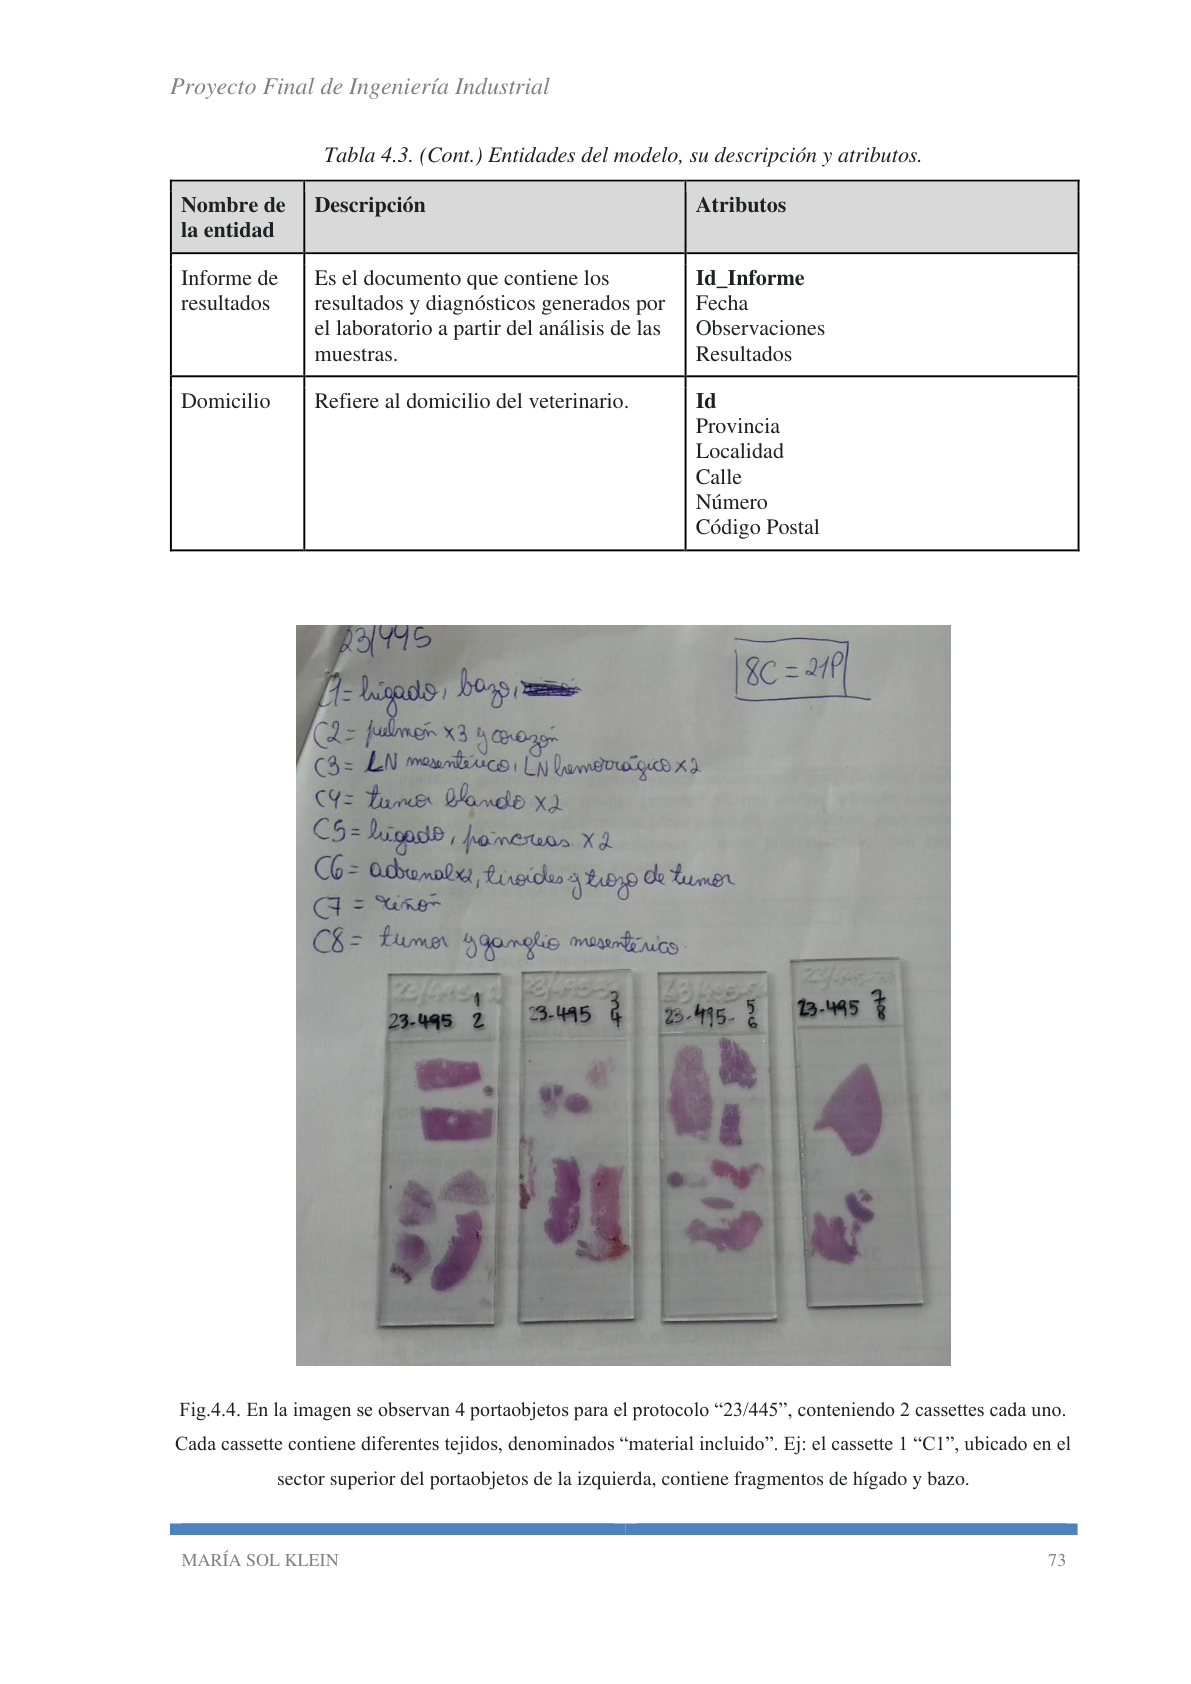 Proyecto Final de Ingeniería Industrial
Tabla 4.3. (Cont.) Entidades del modelo, su descripción y atributos.
Nombre de la entidad
Descripción
Atributos
Informe de resultados
Es el documento que contiene los
resultados y diagnósticos generados por
el laboratorio a partir del análisis de las
muestras.
Id_Informe
Fecha
Observaciones
Resultados
Domicilio
Refiere al domicilio del veterinario.
Id
Provincia
Localidad
Calle
Número
Código Postal
23/495
8C = 21P
C1= hígado, bazo,
C2= pulmón x3 y corazón
C3= LN mesentérico, LN hemorrágico x2
C4= tumor blando x2
C5= hígado, páncreas x2
C6= adrenal x2, tiroides y trozo de tumor
C7 = riñón
C8= tumor y ganglio mesentérico.
23-495 1 2
23-495 3 4
23-495- 5 6
23-495 7 8
Fig.4.4. En la imagen se observan 4 portaobjetos para el protocolo “23/445”, conteniendo 2 cassettes cada uno.
Cada cassette contiene diferentes tejidos, denominados “material incluido”. Ej: el cassette 1 “C1”, ubicado en el
sector superior del portaobjetos de la izquierda, contiene fragmentos de hígado y bazo.
MARÍA SOL KLEIN
73